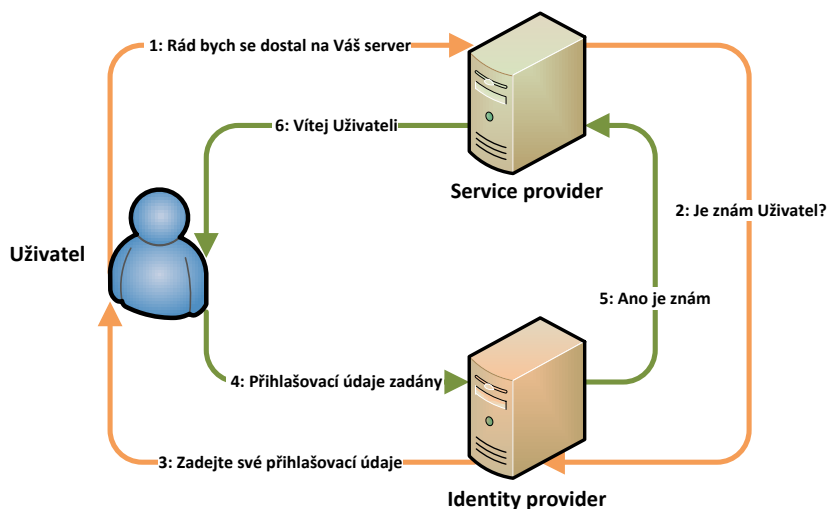 1: Rád bych se dostal na Váš server
6: Vítej Uživateli
Service provider
2: Je znám Uživatel?
Uživatel
5: Ano je znám
4: Přihlašovací údaje zadány
3: Zadejte své přihlašovací údaje
Identity provider